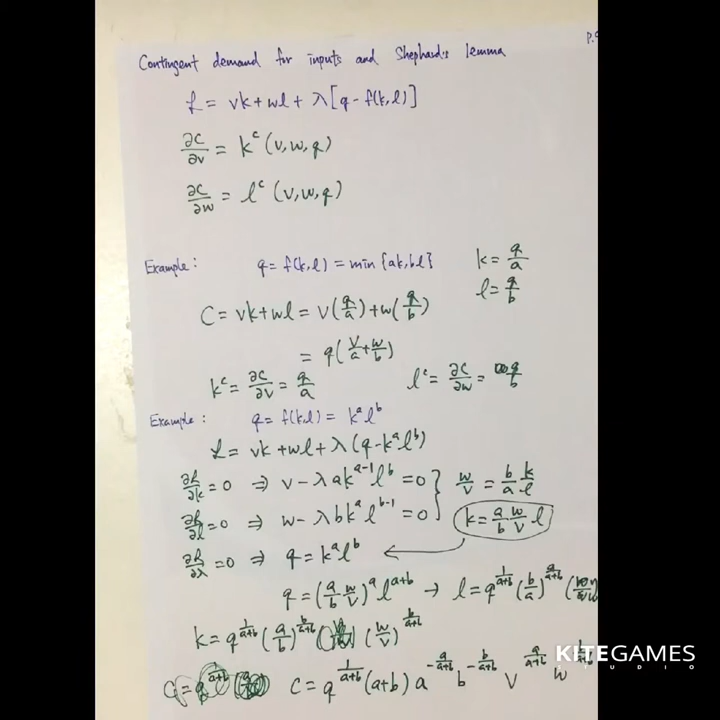 P.
Contingent demand for inputs and Shephard's lemma
ℒ = vk + wl + λ[q - f(k,l)]
∂C/∂v = k^c (v, w, q)
∂C/∂w = l^c (v, w, q)
Example: q = f(k,l) = min {ak, bl} k = q/a
l = q/b
C = vk + wl = v(q/a) + w(q/b)
= q(v/a + w/b)
k^c = ∂C/∂v = q/a l^c = ∂C/∂w = q/b
Example: q = f(k,l) = k^a l^b
ℒ = vk + wl + λ(q - k^a l^b)
∂ℒ/∂k = 0 ⇒ v - λak^(a-1) l^b = 0 w/v = b/a k/l
∂ℒ/∂l = 0 ⇒ w - λbk^a l^(b-1) = 0 k = a/b w/v l
∂ℒ/∂λ = 0 ⇒ q = k^a l^b
q = (a/b w/v)^a l^(a+b) → l = q^(1/(a+b)) (b/a)^(a/(a+b))
k = q^(1/(a+b)) (a/b)^(b/(a+b)) (w/v)^(b/(a+b))
C = q^(1/(a+b)) (a+b) a^(-a/(a+b)) b^(-b/(a+b)) v^(a/(a+b)) w
KITEGAMES
STUDIO